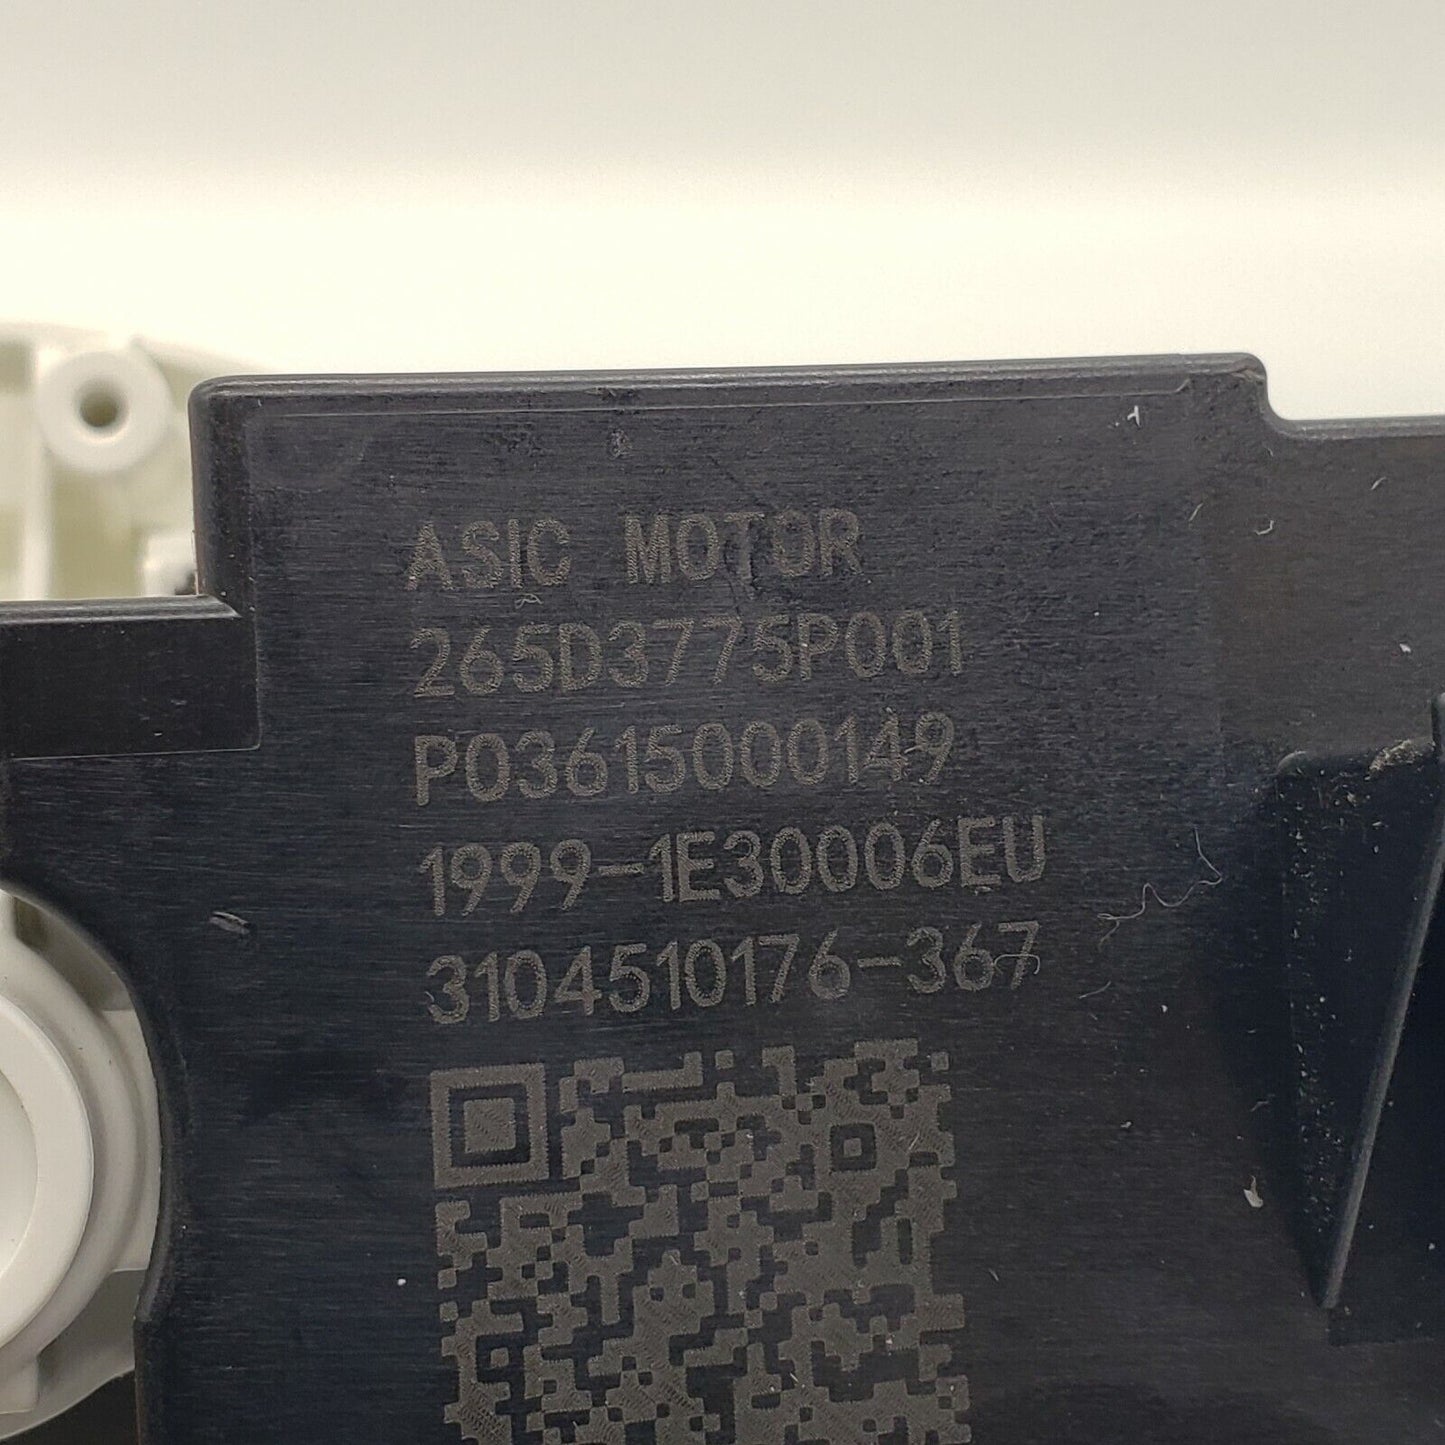 ASIC MOTOR
265D3775P001
P03615000149
1999-1E30006EU
3104510176-367